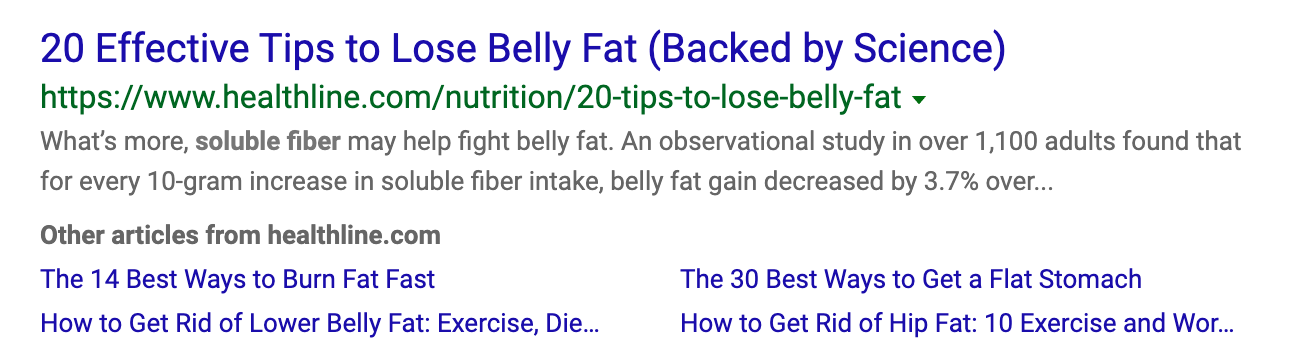 20 Effective Tips to Lose Belly Fat (Backed by Science)
https://www.healthline.com/nutrition/20-tips-to-lose-belly-fat
What’s more, soluble fiber may help fight belly fat. An observational study in over 1,100 adults found that
for every 10-gram increase in soluble fiber intake, belly fat gain decreased by 3.7% over...
Other articles from healthline.com
The 14 Best Ways to Burn Fat Fast
The 30 Best Ways to Get a Flat Stomach
How to Get Rid of Lower Belly Fat: Exercise, Die...
How to Get Rid of Hip Fat: 10 Exercise and Wor...